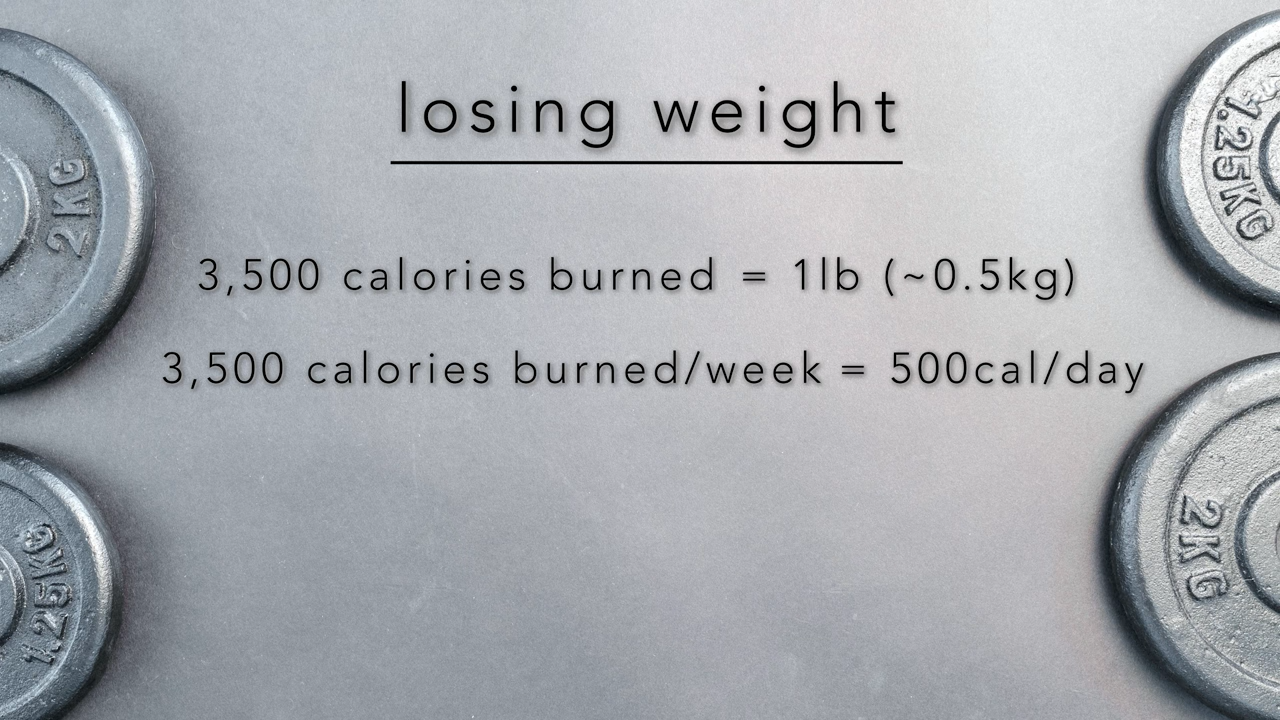 losing weight
3,500 calories burned = 1lb (~0.5kg)
3,500 calories burned/week = 500cal/day
2KG
1.25KG
1.25KG
2KG